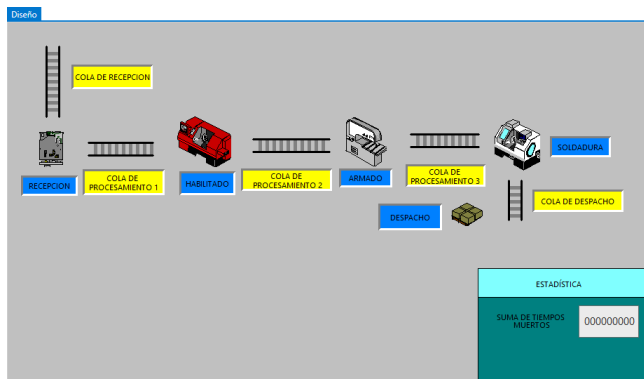 Diseño
COLA DE RECEPCION
RECEPCION
COLA DE
PROCESAMIENTO 1
HABILITADO
COLA DE
PROCESAMIENTO 2
ARMADO
COLA DE
PROCESAMIENTO 3
SOLDADURA
DESPACHO
COLA DE DESPACHO
ESTADÍSTICA
SUMA DE TIEMPOS
MUERTOS
000000000